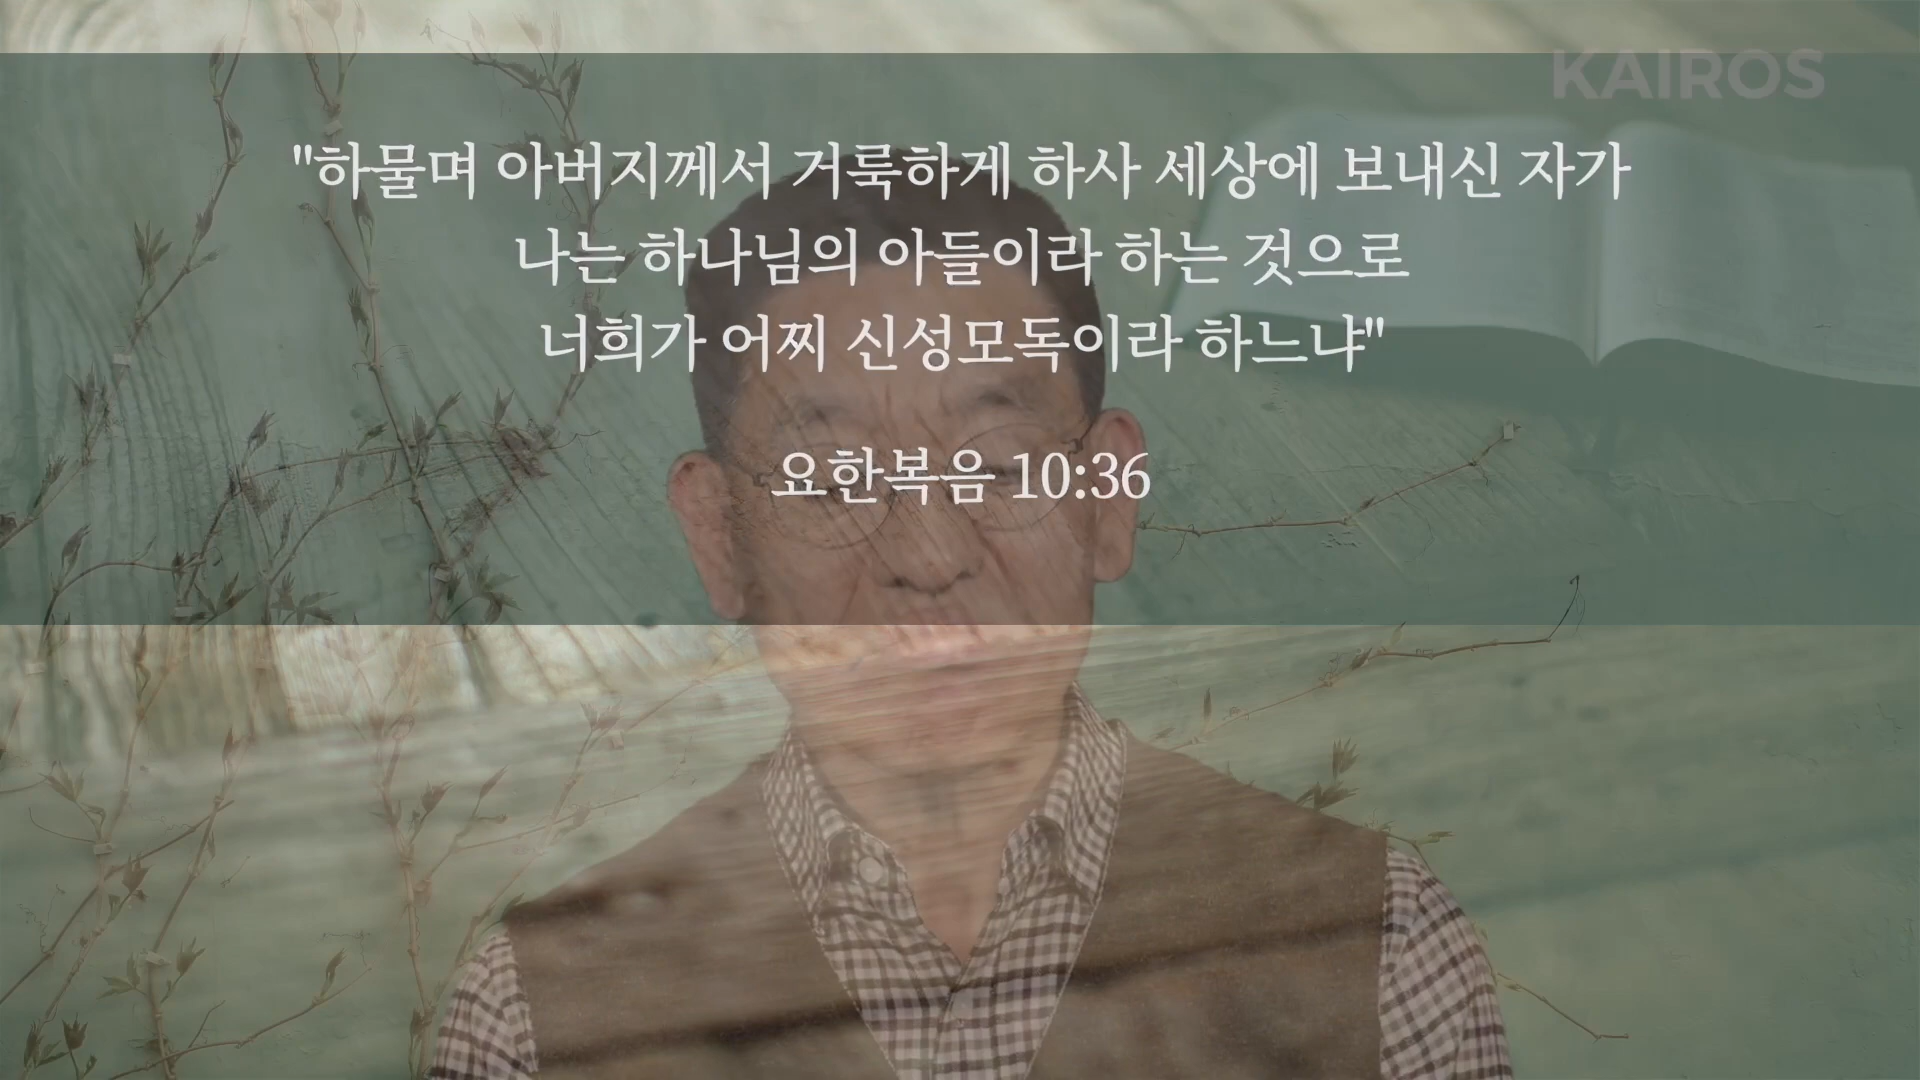 KAIROS
"하물며 아버지께서 거룩하게 하사 세상에 보내신 자가
나는 하나님의 아들이라 하는 것으로
너희가 어찌 신성모독이라 하느냐"
요한복음 10:36